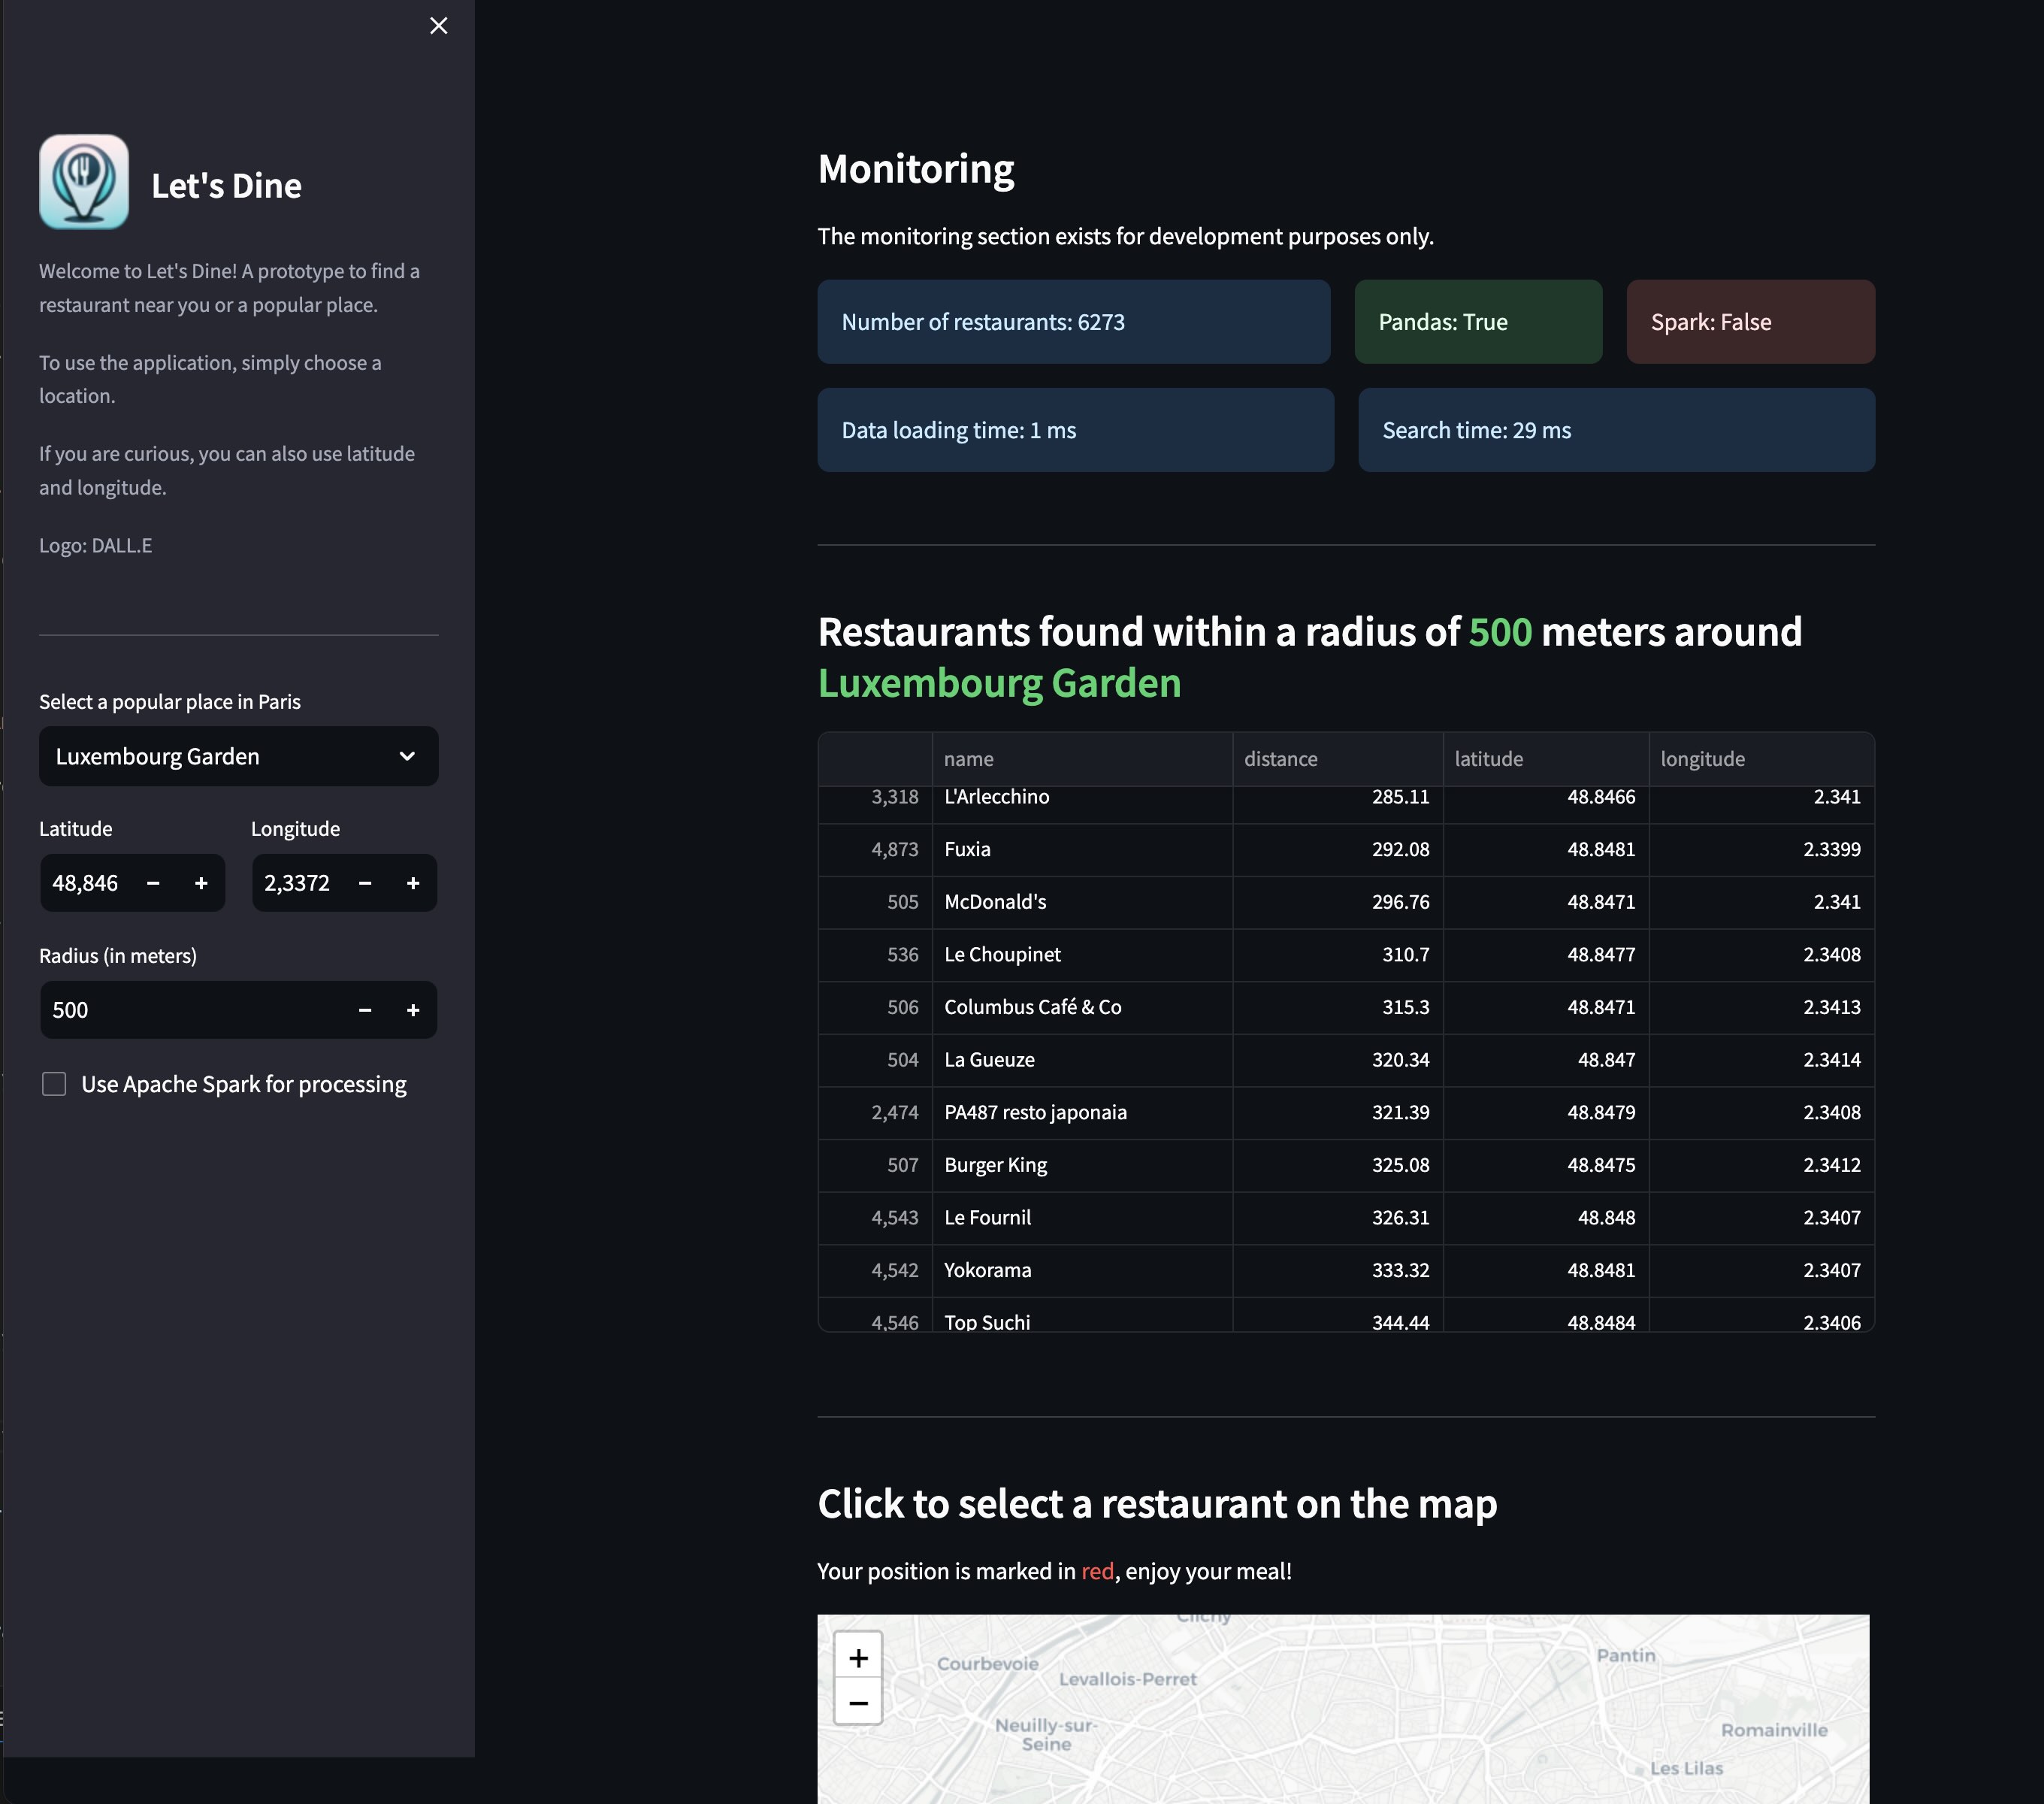 Let's Dine
Welcome to Let's Dine! A prototype to find a
restaurant near you or a popular place.
To use the application, simply choose a
location.
If you are curious, you can also use latitude
and longitude.
Logo: DALL.E
Select a popular place in Paris
Luxembourg Garden
Latitude Longitude
48,846 − + 2,3372 − +
Radius (in meters)
500 − +
Use Apache Spark for processing
Monitoring
The monitoring section exists for development purposes only.
Number of restaurants: 6273 Pandas: True Spark: False
Data loading time: 1 ms Search time: 29 ms
Restaurants found within a radius of 500 meters around
Luxembourg Garden
name distance latitude longitude
3,318 L'Arlecchino 285.11 48.8466 2.341
4,873 Fuxia 292.08 48.8481 2.3399
505 McDonald's 296.76 48.8471 2.341
536 Le Choupinet 310.7 48.8477 2.3408
506 Columbus Café & Co 315.3 48.8471 2.3413
504 La Gueuze 320.34 48.847 2.3414
2,474 PA487 resto japonaia 321.39 48.8479 2.3408
507 Burger King 325.08 48.8475 2.3412
4,543 Le Fournil 326.31 48.848 2.3407
4,542 Yokorama 333.32 48.8481 2.3407
4,546 Top Suchi 344.44 48.8484 2.3406
Click to select a restaurant on the map
Your position is marked in red, enjoy your meal!
+
−
Clichy
Courbevoie
Levallois-Perret
Neuilly-sur-
Seine
Pantin
Romainville
Les Lilas